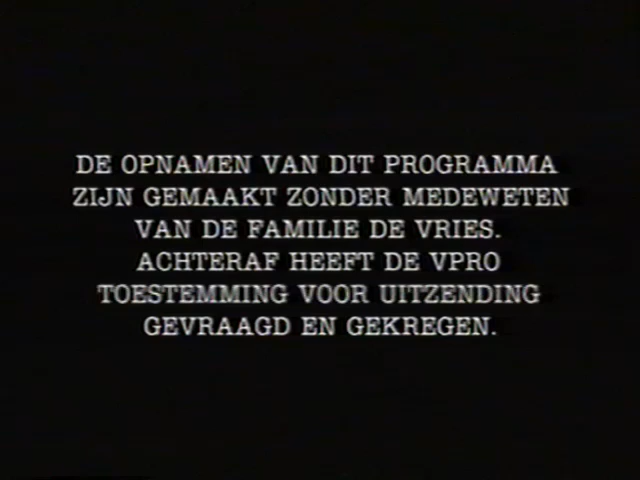 DE OPNAMEN VAN DIT PROGRAMMA
ZIJN GEMAAKT ZONDER MEDEWETEN
VAN DE FAMILIE DE VRIES.
ACHTERAF HEEFT DE VPRO
TOESTEMMING VOOR UITZENDING
GEVRAAGD EN GEKREGEN.